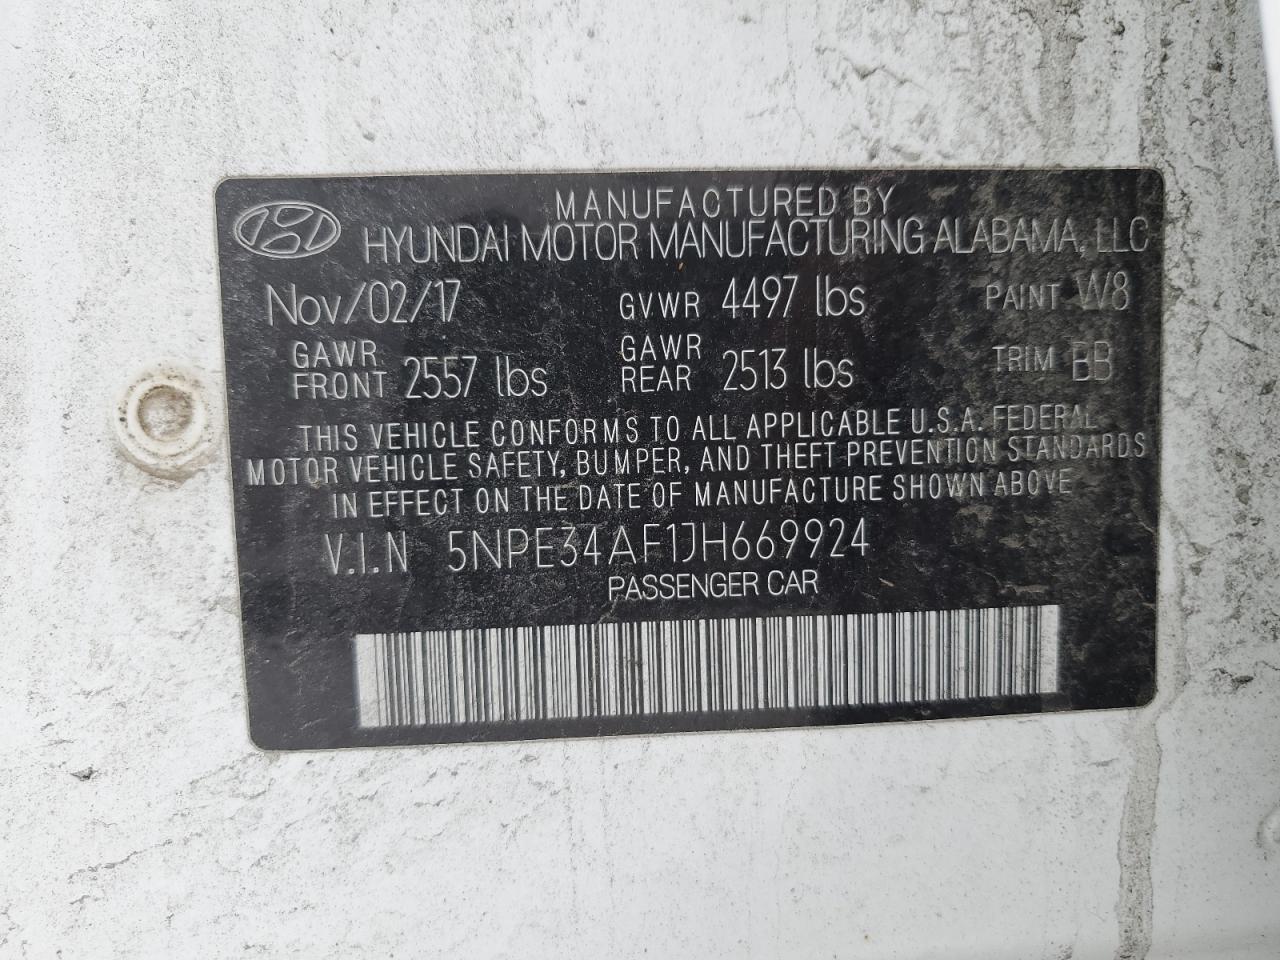 MANUFACTURED BY
HYUNDAI MOTOR MANUFACTURING ALABAMA, LLC
Nov/02/17 GVWR 4497 lbs PAINT W8
GAWR FRONT 2557 lbs GAWR REAR 2513 lbs TRIM BB
THIS VEHICLE CONFORMS TO ALL APPLICABLE U.S.A. FEDERAL
MOTOR VEHICLE SAFETY, BUMPER, AND THEFT PREVENTION STANDARDS
IN EFFECT ON THE DATE OF MANUFACTURE SHOWN ABOVE
V.I.N 5NPE34AF1JH669924
PASSENGER CAR